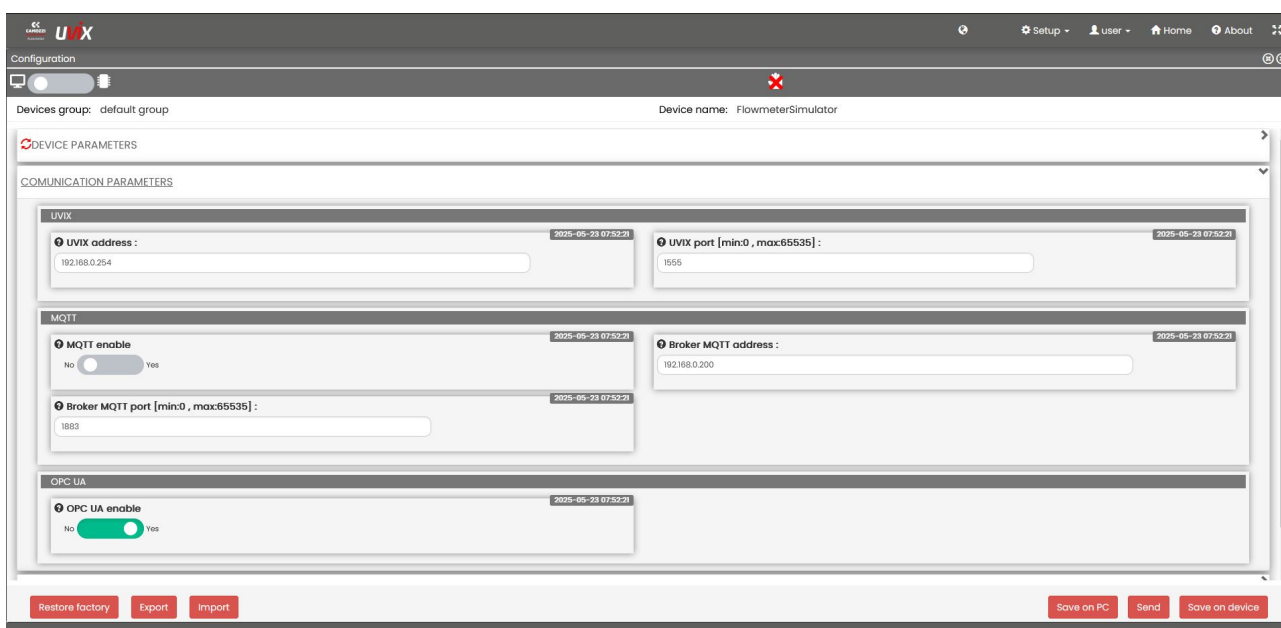 CAMOZZI UVIX Setup user Home About
Configuration
Devices group: default group Device name: FlowmeterSimulator
DEVICE PARAMETERS
COMUNICATION PARAMETERS
UVIX
2025-05-23 07:52:21 2025-05-23 07:52:21
UVIX address : UVIX port [min:0 , max:65535] :
192.168.0.254 1555
MQTT
2025-05-23 07:52:21 2025-05-23 07:52:21
MQTT enable Broker MQTT address :
No Yes 192.168.0.200
2025-05-23 07:52:21
Broker MQTT port [min:0 , max:65535] :
1883
OPC UA
2025-05-23 07:52:21
OPC UA enable
No Yes
Restore factory Export Import Save on PC Send Save on device